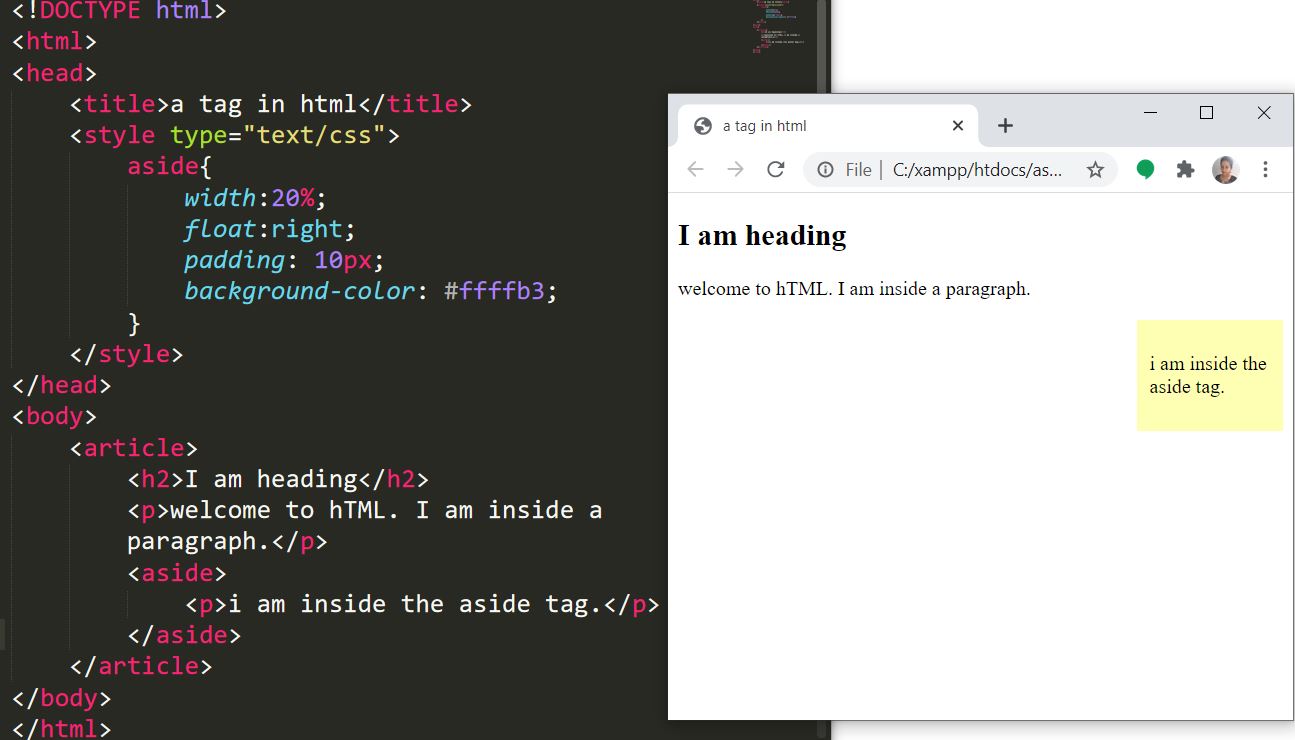 <!DOCTYPE html>
<html>
<head>
<title>a tag in html</title>
<style type="text/css">
aside{
width:20%;
float:right;
padding: 10px;
background-color: #ffffb3;
}
</style>
</head>
<body>
<article>
<h2>I am heading</h2>
<p>welcome to hTML. I am inside a
paragraph.</p>
<aside>
<p>i am inside the aside tag.</p>
</aside>
</article>
</body>
</html>
a tag in html
File | C:/xampp/htdocs/as...
I am heading
welcome to hTML. I am inside a paragraph.
i am inside the
aside tag.